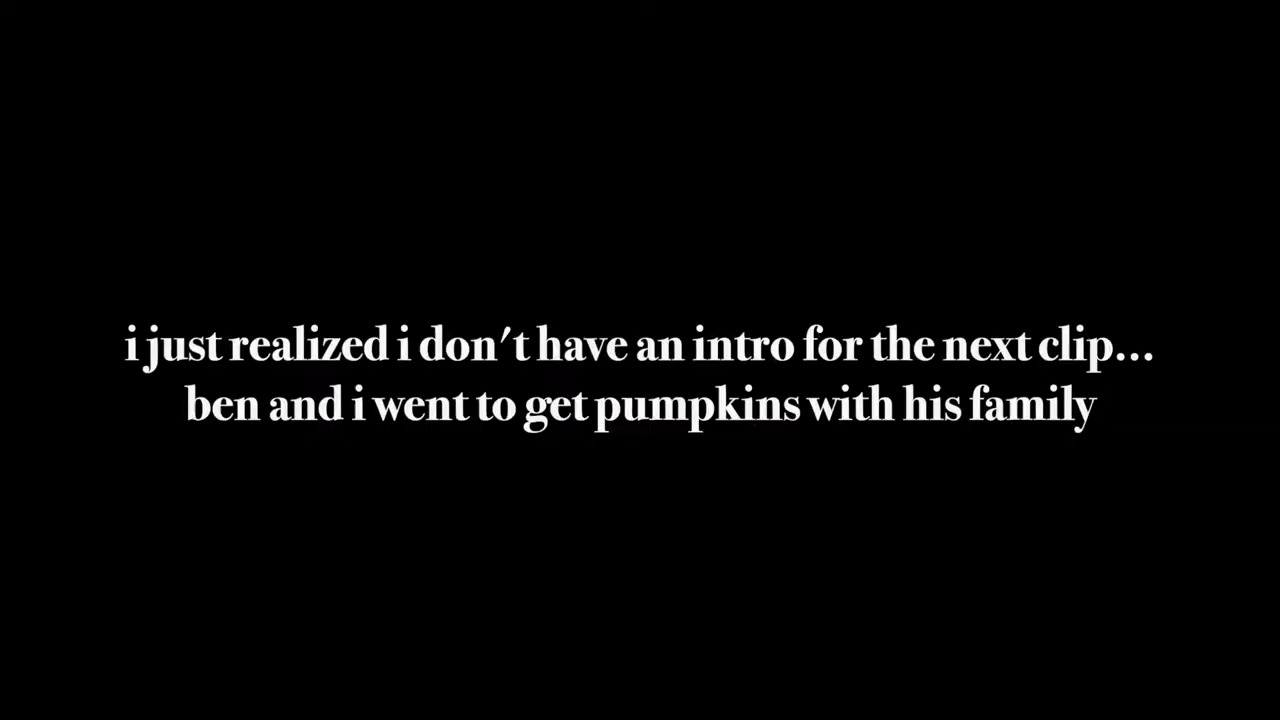 i just realized i don't have an intro for the next clip...
ben and i went to get pumpkins with his family